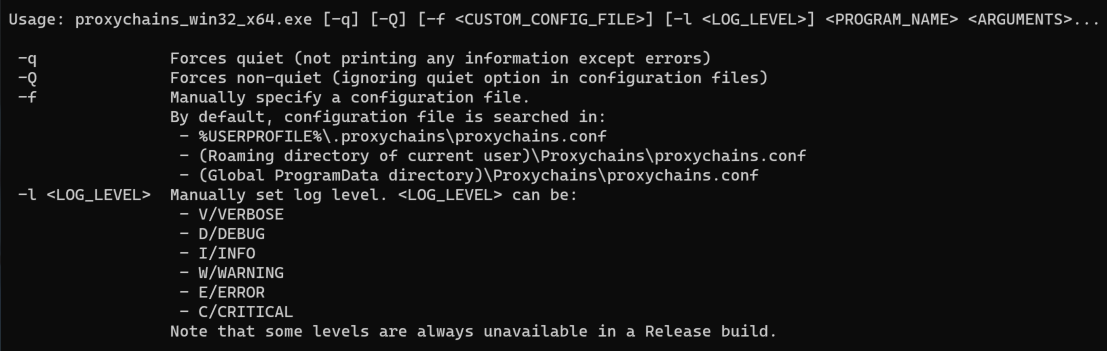 Usage: proxychains_win32_x64.exe [-q] [-Q] [-f <CUSTOM_CONFIG_FILE>] [-l <LOG_LEVEL>] <PROGRAM_NAME> <ARGUMENTS>...
-q Forces quiet (not printing any information except errors)
-Q Forces non-quiet (ignoring quiet option in configuration files)
-f Manually specify a configuration file.
By default, configuration file is searched in:
- %USERPROFILE%\.proxychains\proxychains.conf
- (Roaming directory of current user)\Proxychains\proxychains.conf
- (Global ProgramData directory)\Proxychains\proxychains.conf
-l <LOG_LEVEL> Manually set log level. <LOG_LEVEL> can be:
- V/VERBOSE
- D/DEBUG
- I/INFO
- W/WARNING
- E/ERROR
- C/CRITICAL
Note that some levels are always unavailable in a Release build.